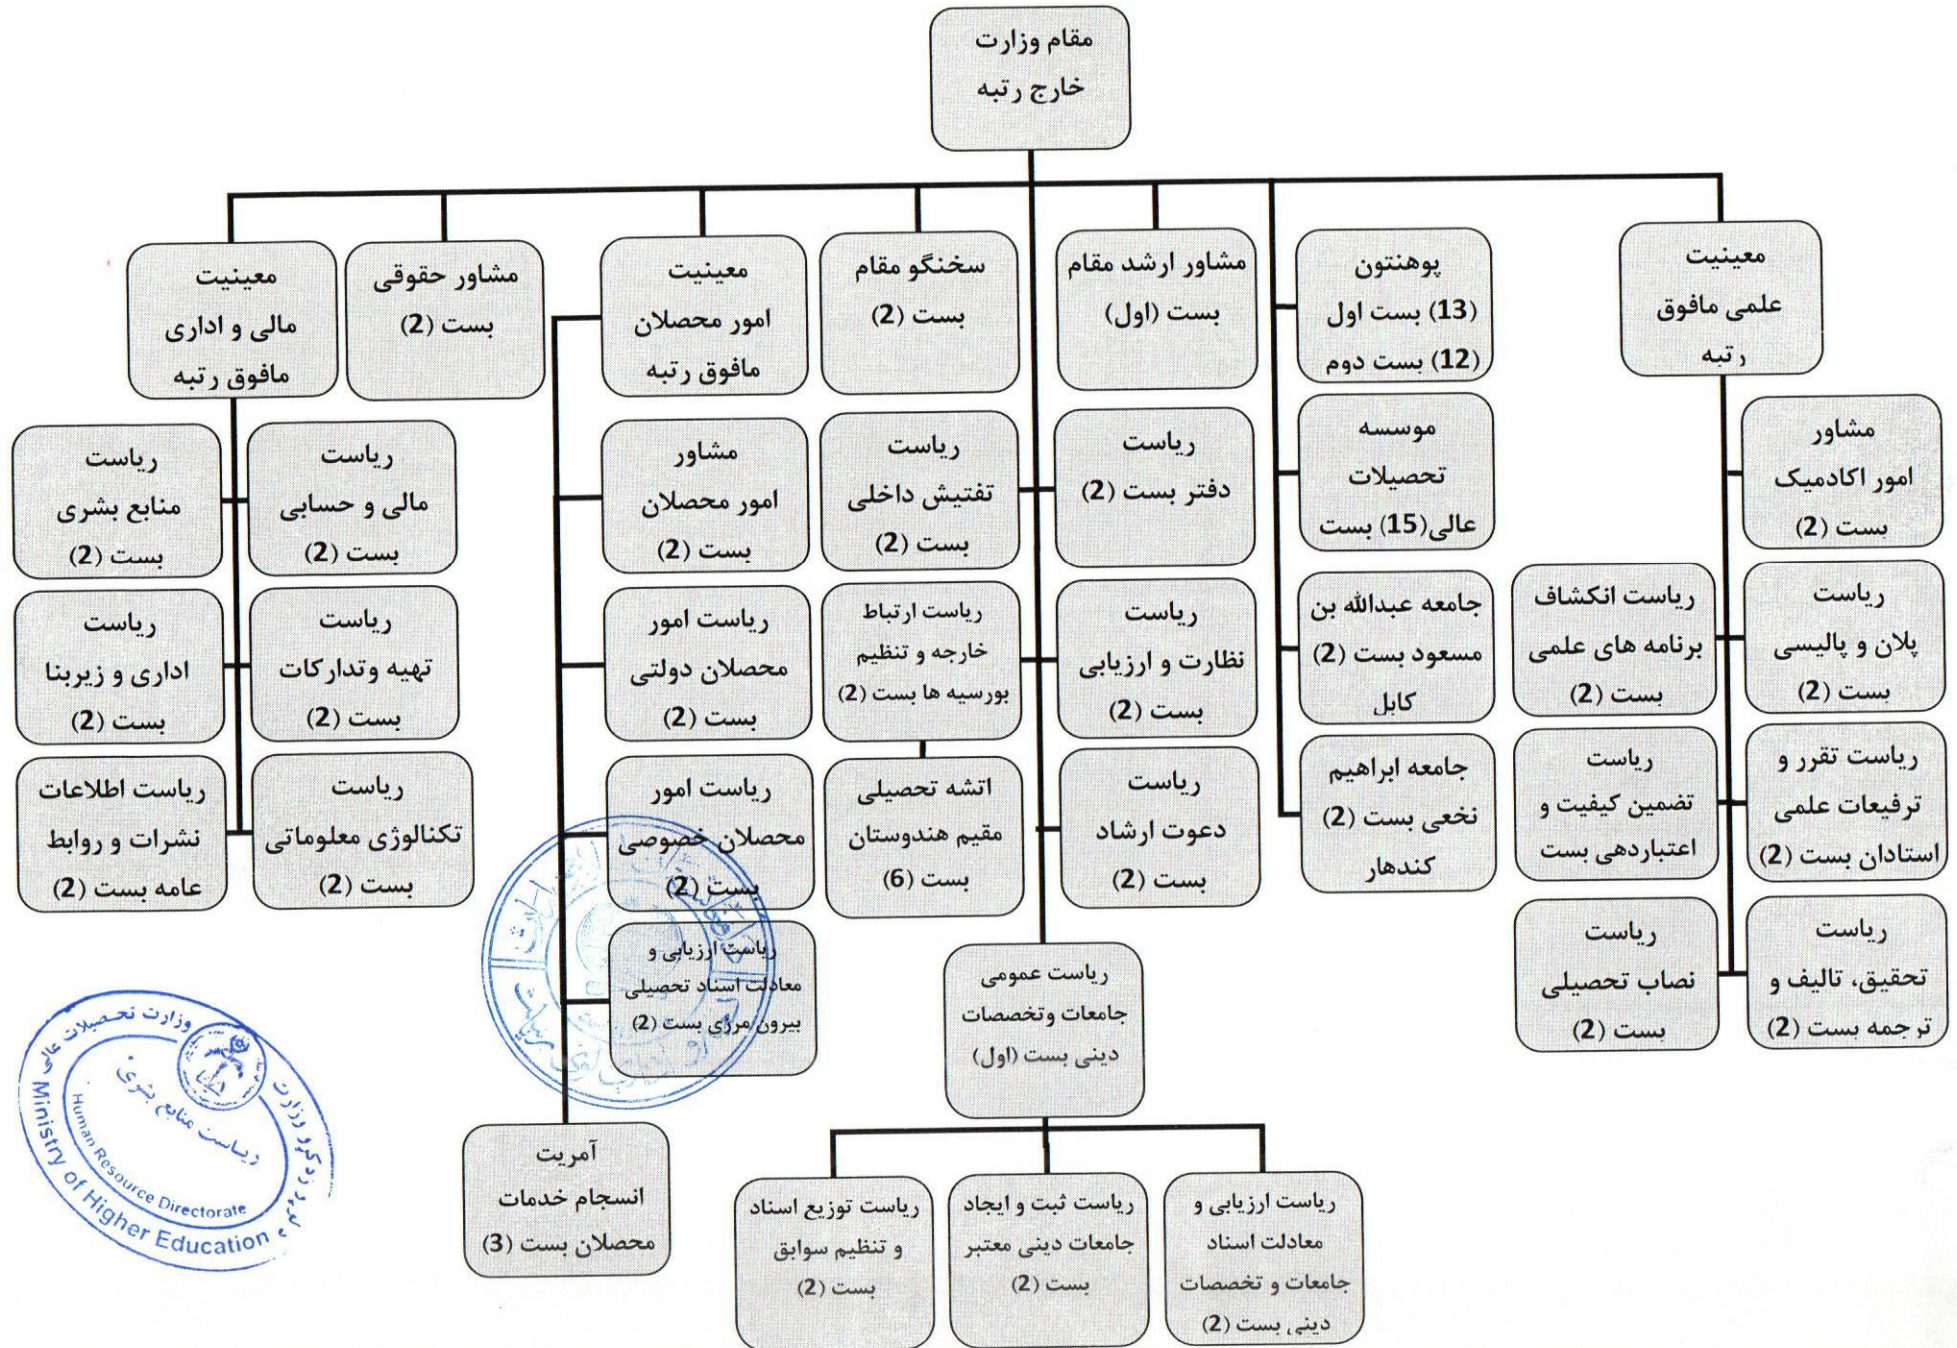 مقام وزارت
خارج رتبه
معینیت
علمی مافوق
رتبه
پوهنتون
(13) بست اول
(12) بست دوم
مشاور ارشد مقام
بست (اول)
سخنگو مقام
بست (2)
معینیت
امور محصلان
مافوق رتبه
مشاور حقوقی
بست (2)
معینیت
مالی و اداری
مافوق رتبه
مشاور
امور اکادمیک
بست (2)
موسسه
تحصیلات
عالی(15) بست
ریاست
دفتر بست (2)
ریاست
تفتیش داخلی
بست (2)
مشاور
امور محصلان
بست (2)
ریاست
مالی و حسابی
بست (2)
ریاست
منابع بشری
بست (2)
ریاست
پلان و پالیسی
بست (2)
ریاست انکشاف
برنامه های علمی
بست (2)
جامعه عبدالله بن
مسعود بست (2)
کابل
ریاست
نظارت و ارزیابی
بست (2)
ریاست ارتباط
خارجه و تنظیم
بورسیه ها بست (2)
ریاست امور
محصلان دولتی
بست (2)
ریاست
تهیه وتدارکات
بست (2)
ریاست
اداری و زیربنا
بست (2)
ریاست تقرر و
ترفیعات علمی
استادان بست (2)
ریاست
تضمین کیفیت و
اعتباردهی بست
جامعه ابراهیم
نخعی بست (2)
کندهار
ریاست
دعوت ارشاد
بست (2)
اتشه تحصیلی
مقیم هندوستان
بست (6)
ریاست امور
محصلان خصوصی
بست (2)
ریاست
تکنالوژی معلوماتی
بست (2)
ریاست اطلاعات
نشرات و روابط
عامه بست (2)
ریاست
تحقیق، تالیف و
ترجمه بست (2)
ریاست
نصاب تحصیلی
بست (2)
ریاست عمومی
جامعات وتخصصات
دینی بست (اول)
ریاست ارزیابی و
معادلت اسناد تحصیلی
بیرون مرزی بست (2)
آمریت
انسجام خدمات
محصلان بست (3)
ریاست ارزیابی و
معادلت اسناد
جامعات و تخصصات
دینی بست (2)
ریاست ثبت و ایجاد
جامعات دینی معتبر
بست (2)
ریاست توزیع اسناد
و تنظیم سوابق
بست (2)
وزارت تحصیلات عالی
ریاست منابع بشری
Human Resource Directorate
Ministry of Higher Education